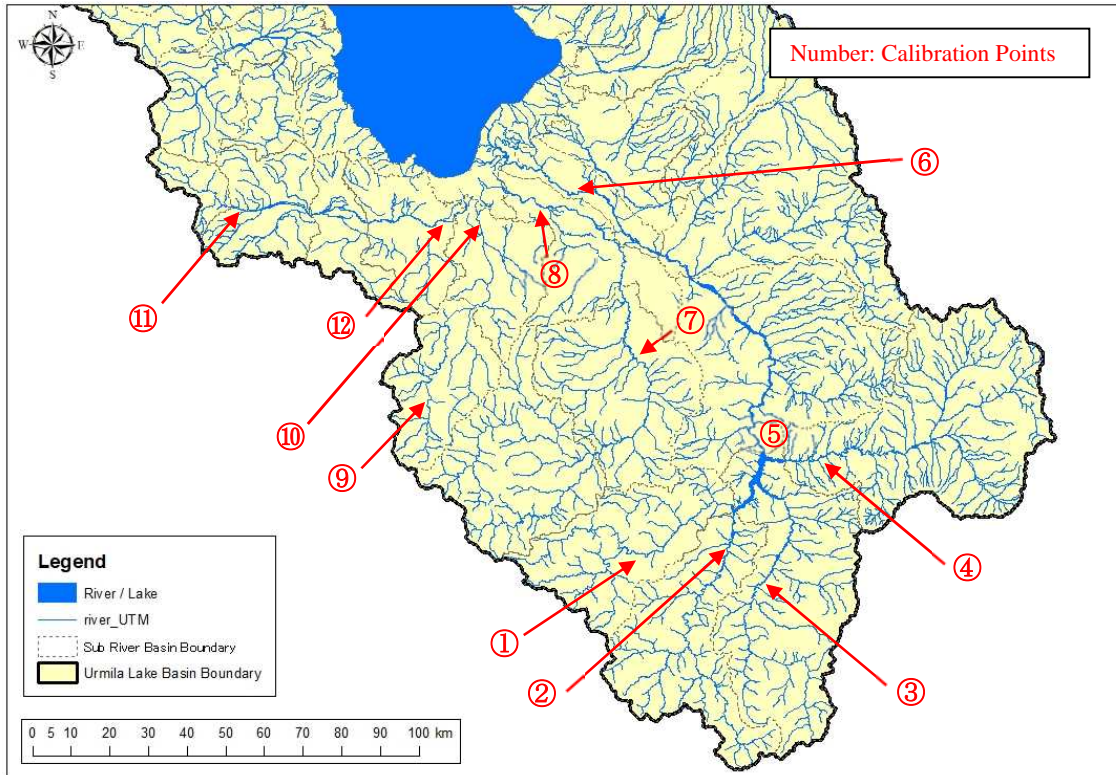 N
W E
S
Number: Calibration Points
⑥
⑧
⑪
⑫
⑦
⑩
⑤
⑨
④
①
②
③
Legend
River / Lake
river_UTM
Sub River Basin Boundary
Urmila Lake Basin Boundary
0 5 10 20 30 40 50 60 70 80 90 100 km